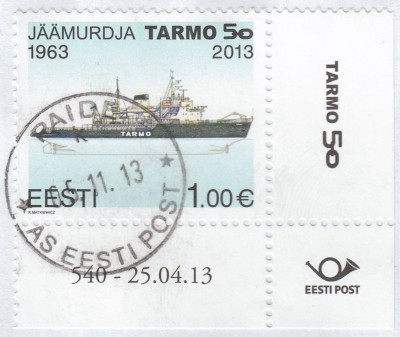 JÄÄMURDJA TARMO 50
1963 2013
TARMO
EESTI 1.00€
TARMO 50
PAIDE
5.11.13
AS EESTI POST
540 - 25.04.13
EESTI POST